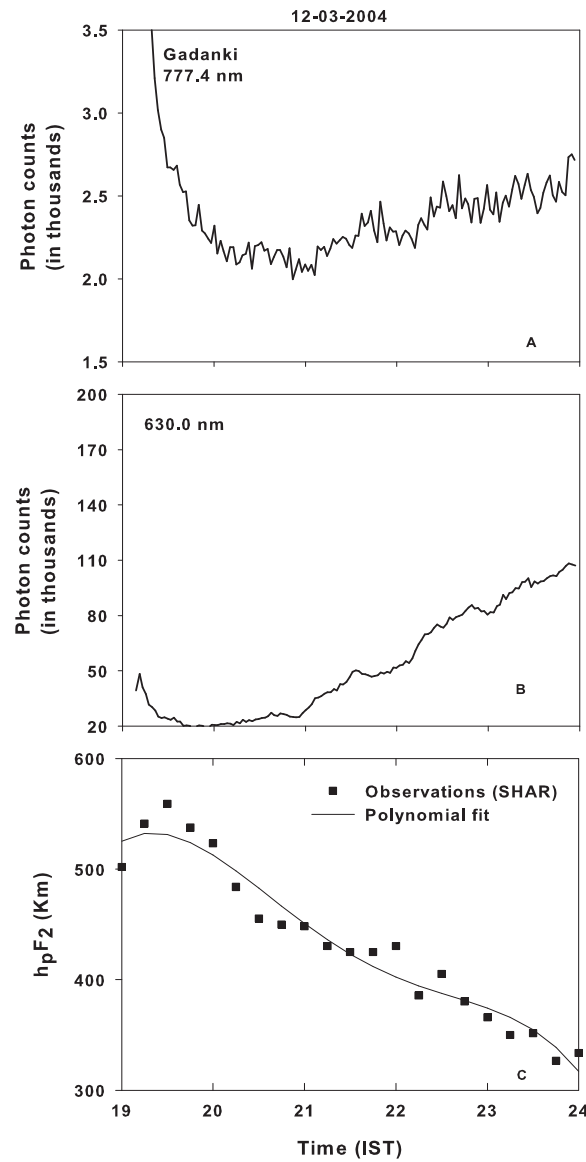 12-03-2004
3.5
3.0
2.5
2.0
1.5
Photon counts
(in thousands)
Gadanki
777.4 nm
A
200
170
140
110
80
50
20
Photon counts
(in thousands)
630.0 nm
B
600
500
400
300
hpF2 (Km)
Observations (SHAR)
Polynomial fit
C
19 20 21 22 23 24
Time (IST)